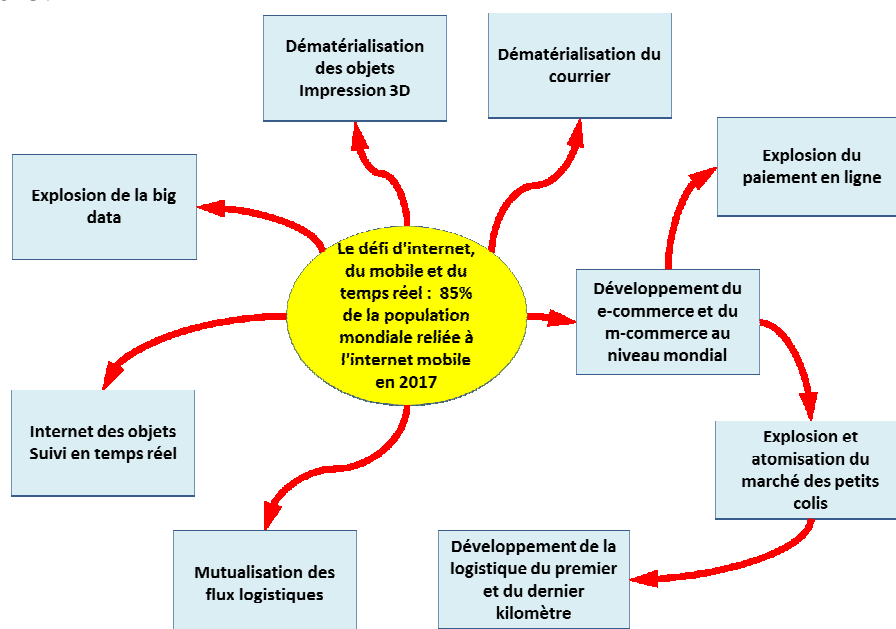 Dématérialisation
des objets
Impression 3D
Dématérialisation du
courrier
Explosion du
paiement en ligne
Explosion de la big
data
Le défi d'internet,
du mobile et du
temps réel : 85%
de la population
mondiale reliée à
l'internet mobile
en 2017
Développement du
e-commerce et du
m-commerce au
niveau mondial
Internet des objets
Suivi en temps réel
Explosion et
atomisation du
marché des petits
colis
Mutualisation des
flux logistiques
Développement de la
logistique du premier
et du dernier
kilomètre